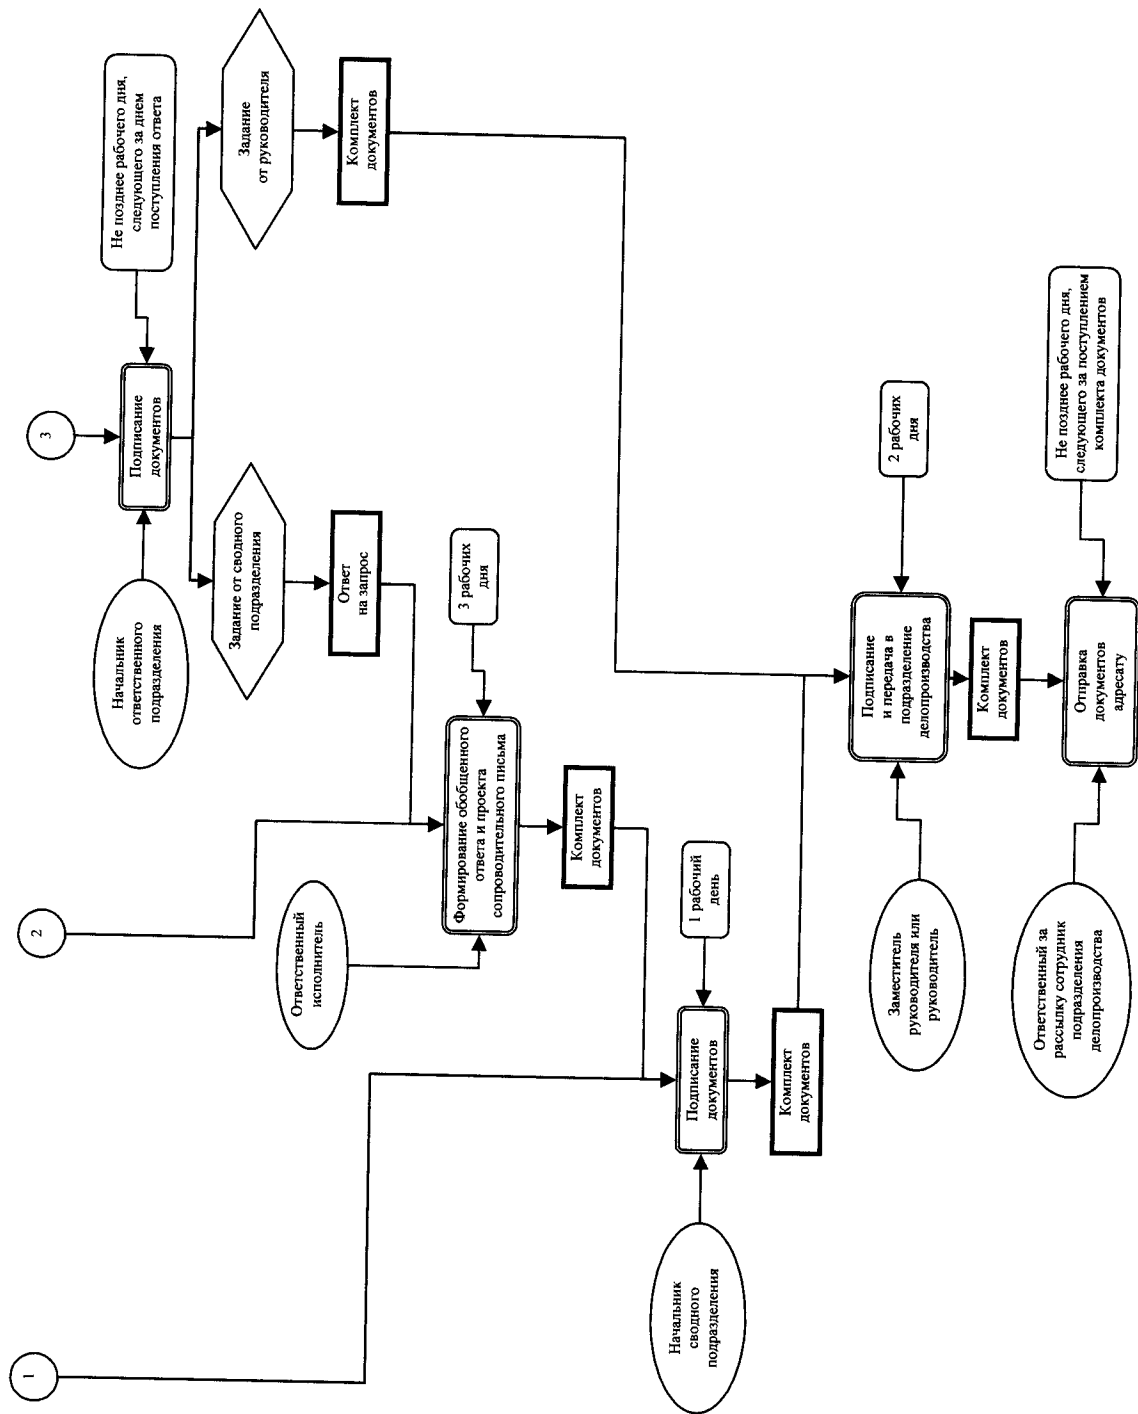 1
2
3
Начальник
ответственного
подразделения
Подписание
документов
Не позднее рабочего дня,
следующего за днем
поступления ответа
Задание от сводного
подразделения
Задание
от руководителя
Ответ
на запрос
Комплект
документов
Ответственный
исполнитель
Формирование обобщенного
ответа и проекта
сопроводительного письма
3 рабочих
дня
Комплект
документов
Начальник
сводного
подразделения
Подписание
документов
1 рабочий
день
Комплект
документов
Заместитель
руководителя или
руководитель
Подписание
и передача в
подразделение
делопроизводства
2 рабочих
дня
Комплект
документов
Ответственный за
рассылку сотрудник
подразделения
делопроизводства
Отправка
документов
адресату
Не позднее рабочего дня,
следующего за поступлением
комплекта документов